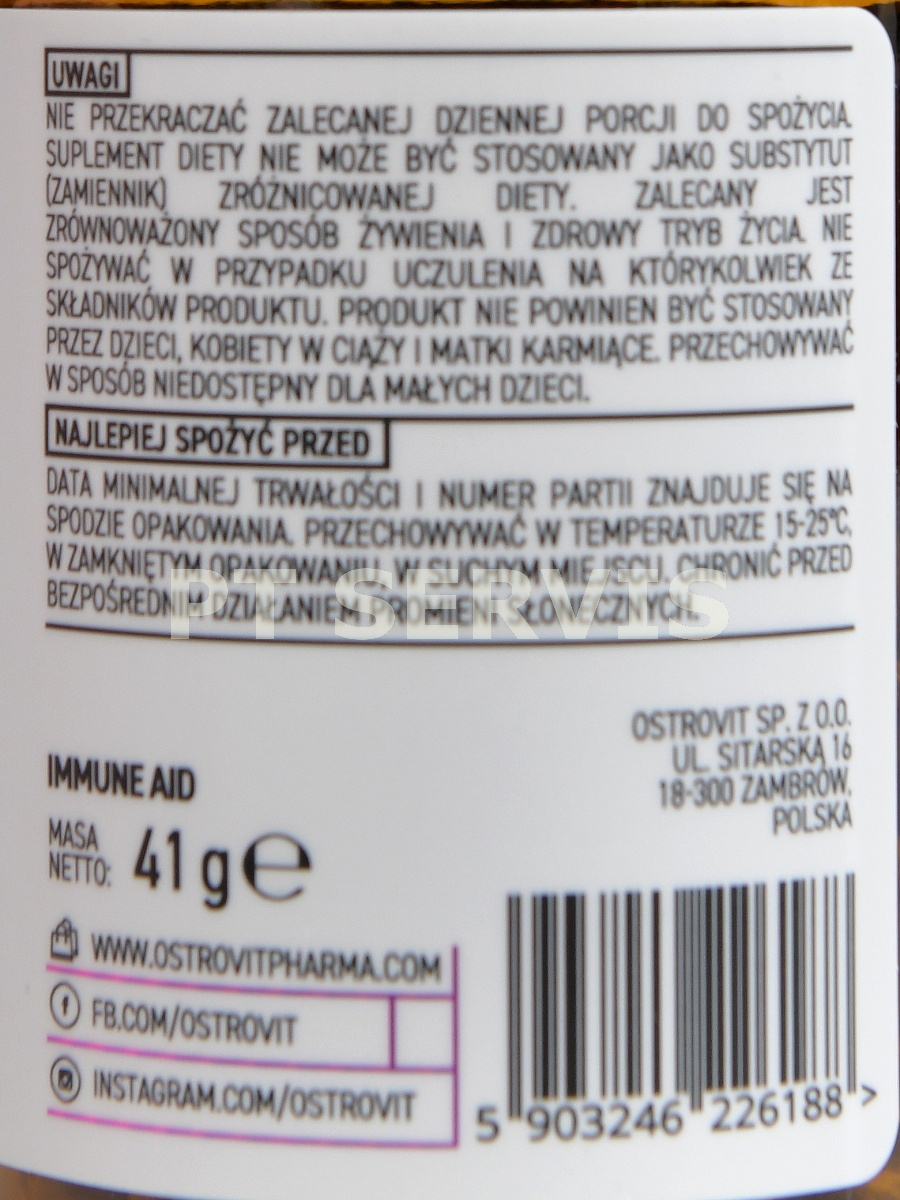 UWAGI
NIE PRZEKRACZAĆ ZALECANEJ DZIENNEJ PORCJI DO SPOŻYCIA.
SUPLEMENT DIETY NIE MOŻE BYĆ STOSOWANY JAKO SUBSTYTUT
(ZAMIENNIK) ZRÓŻNICOWANEJ DIETY. ZALECANY JEST
ZRÓWNOWAŻONY SPOSÓB ŻYWIENIA I ZDROWY TRYB ŻYCIA. NIE
SPOŻYWAĆ W PRZYPADKU UCZULENIA NA KTÓRYKOLWIEK ZE
SKŁADNIKÓW PRODUKTU. PRODUKT NIE POWINIEN BYĆ STOSOWANY
PRZEZ DZIECI, KOBIETY W CIĄŻY I MATKI KARMIĄCE. PRZECHOWYWAĆ
W SPOSÓB NIEDOSTĘPNY DLA MAŁYCH DZIECI.
NAJLEPIEJ SPOŻYĆ PRZED
DATA MINIMALNEJ TRWAŁOŚCI I NUMER PARTII ZNAJDUJE SIĘ NA
SPODZIE OPAKOWANIA. PRZECHOWYWAĆ W TEMPERATURZE 15-25°C,
W ZAMKNIĘTYM OPAKOWANIU W SUCHYM MIEJSCU. CHRONIĆ PRZED
BEZPOŚREDNIM DZIAŁANIEM PROMIENI SŁONECZNYCH.
PT SERVIS
OSTROVIT SP. Z O.O.
UL. SITARSKA 16
18-300 ZAMBRÓW,
POLSKA
IMMUNE AID
MASA
NETTO: 41 g ℮
WWW.OSTROVITPHARMA.COM
FB.COM/OSTROVIT
INSTAGRAM.COM/OSTROVIT
5 903246 226188 >